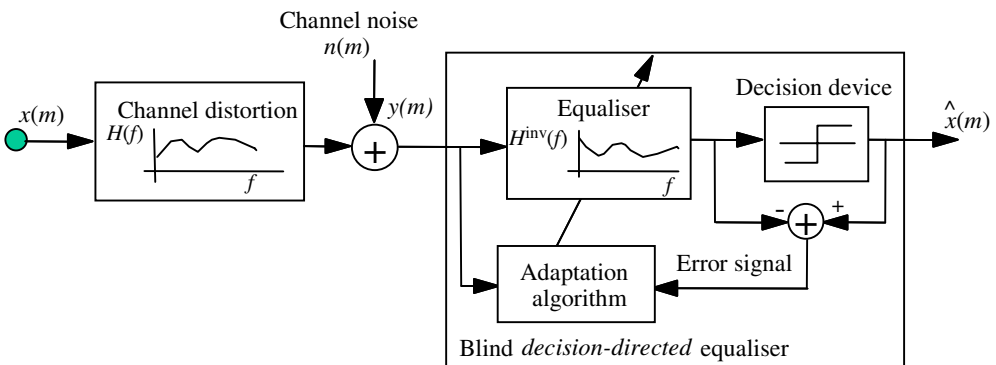 Channel noise
n(m)
x(m)
Channel distortion
H(f)
f
y(m)
+
Equaliser
H^inv(f)
f
Decision device
x̂(m)
-
+
+
Adaptation
algorithm
Error signal
Blind decision-directed equaliser